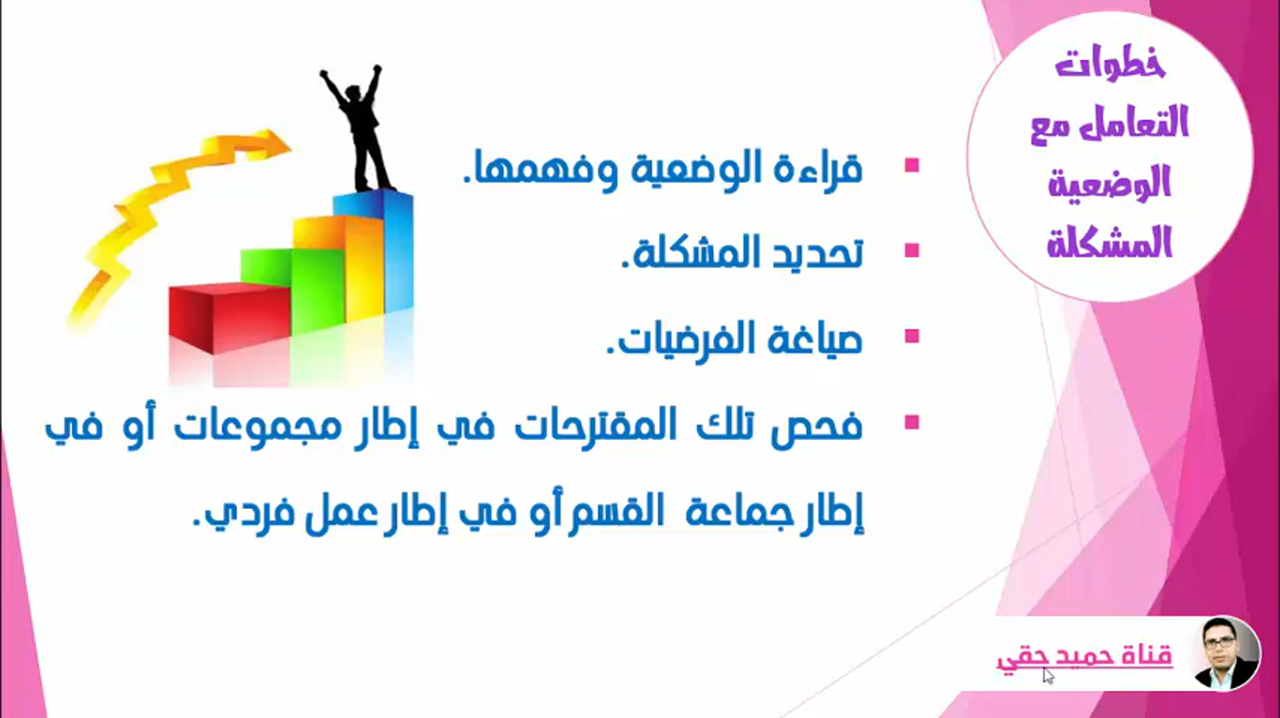 خطوات
التعامل مع
الوضعية
المشكلة
قراءة الوضعية وفهمها.
تحديد المشكلة.
صياغة الفرضيات.
فحص تلك المقترحات في إطار مجموعات أو في
إطار جماعة القسم أو في إطار عمل فردي.
قناة حميد حقي